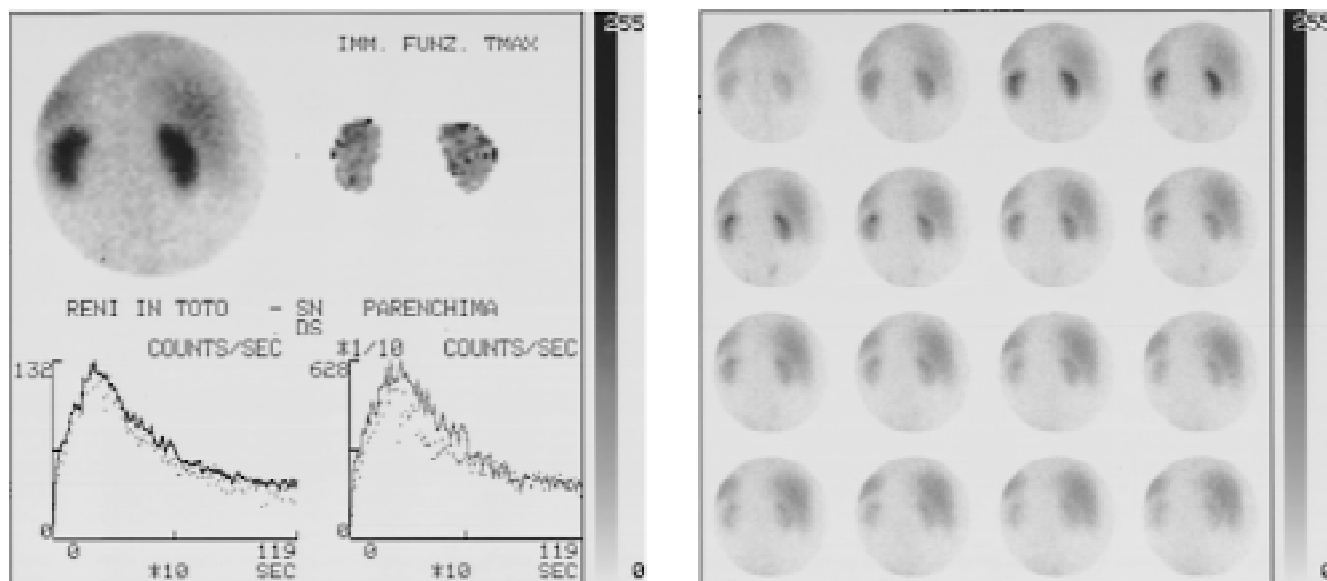 255
IMM. FUNZ. TMAX
RENI IN TOTO - SN PARENCHIMA
DS
COUNTS/SEC *1/10 COUNTS/SEC
132 628
0 0
0 119 0 119
*10 SEC *10 SEC 0
255
0